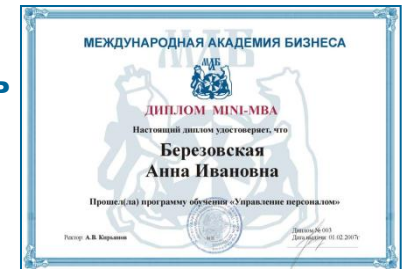 Ь
МЕЖДУНАРОДНАЯ АКАДЕМИЯ БИЗНЕСА
МАБ
ДИПЛОМ MINI-MBA
Настоящий диплом удостоверяет, что
Березовская
Анна Ивановна
Прошел(ла) программу обучения «Управление персоналом»
Ректор А.В. Кирьянов
Диплом № 003
Дата выдачи 01.02.2007г